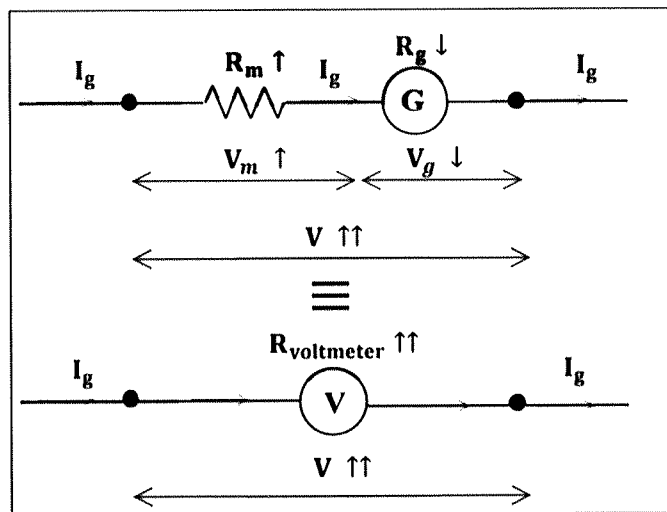 R_g ↓
I_g R_m ↑ I_g I_g
G
V_m ↑ V_g ↓
V ↑↑
≡
R_voltmeter ↑↑
I_g I_g
V
V ↑↑